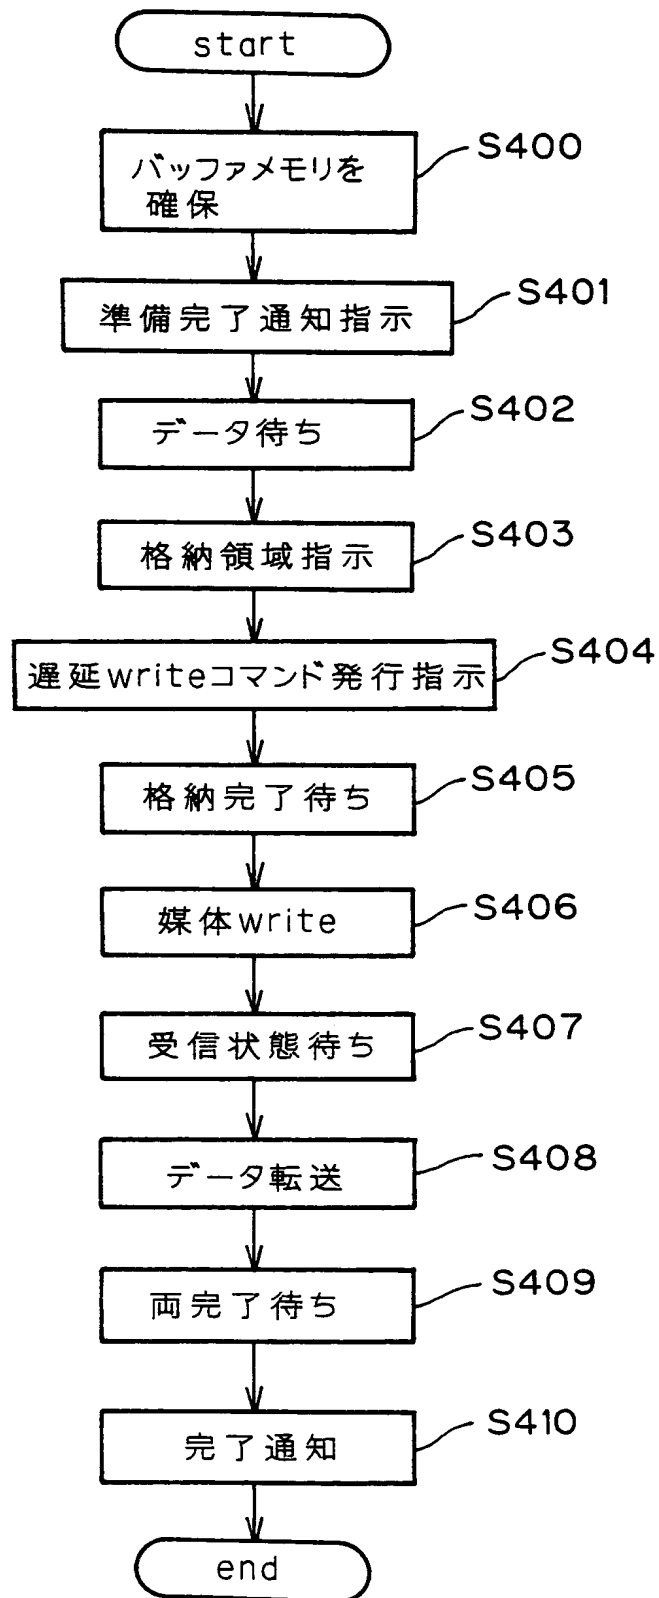 start
バッファメモリを
確保
S400
準備完了通知指示
S401
データ待ち
S402
格納領域指示
S403
遅延writeコマンド発行指示
S404
格納完了待ち
S405
媒体write
S406
受信状態待ち
S407
データ転送
S408
両完了待ち
S409
完了通知
S410
end